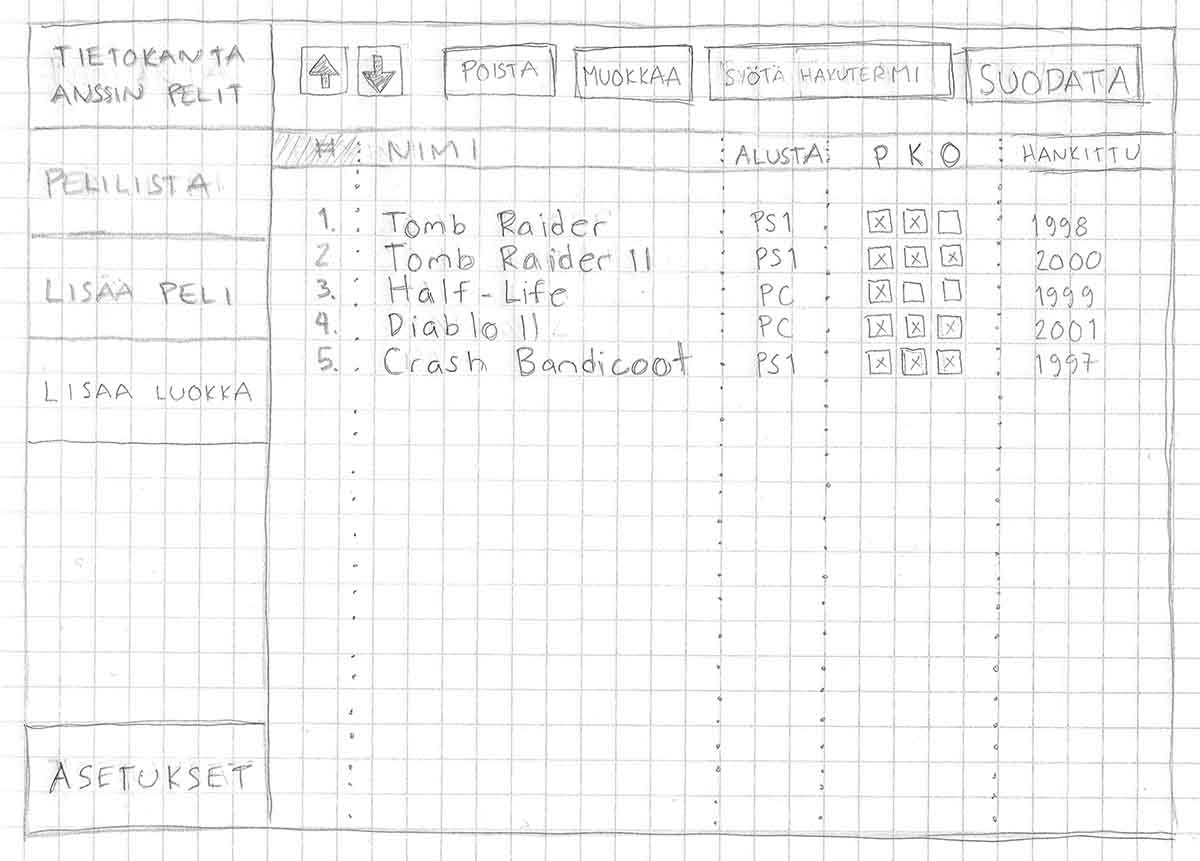 TIETOKANTA
ANSSIN PELIT
POISTA
MUOKKAA
SYÖTÄ HAKUTERMI
SUODATA
PELILISTA
LISÄÄ PELI
LISAA LUOKKA
ASETUKSET
# NIMI ALUSTA P K O HANKITTU
1. Tomb Raider PS1 X X 1998
2 Tomb Raider II PS1 X X X 2000
3. Half-Life PC X 1999
4. Diablo II PC X X X 2001
5. Crash Bandicoot PS1 X X X 1997